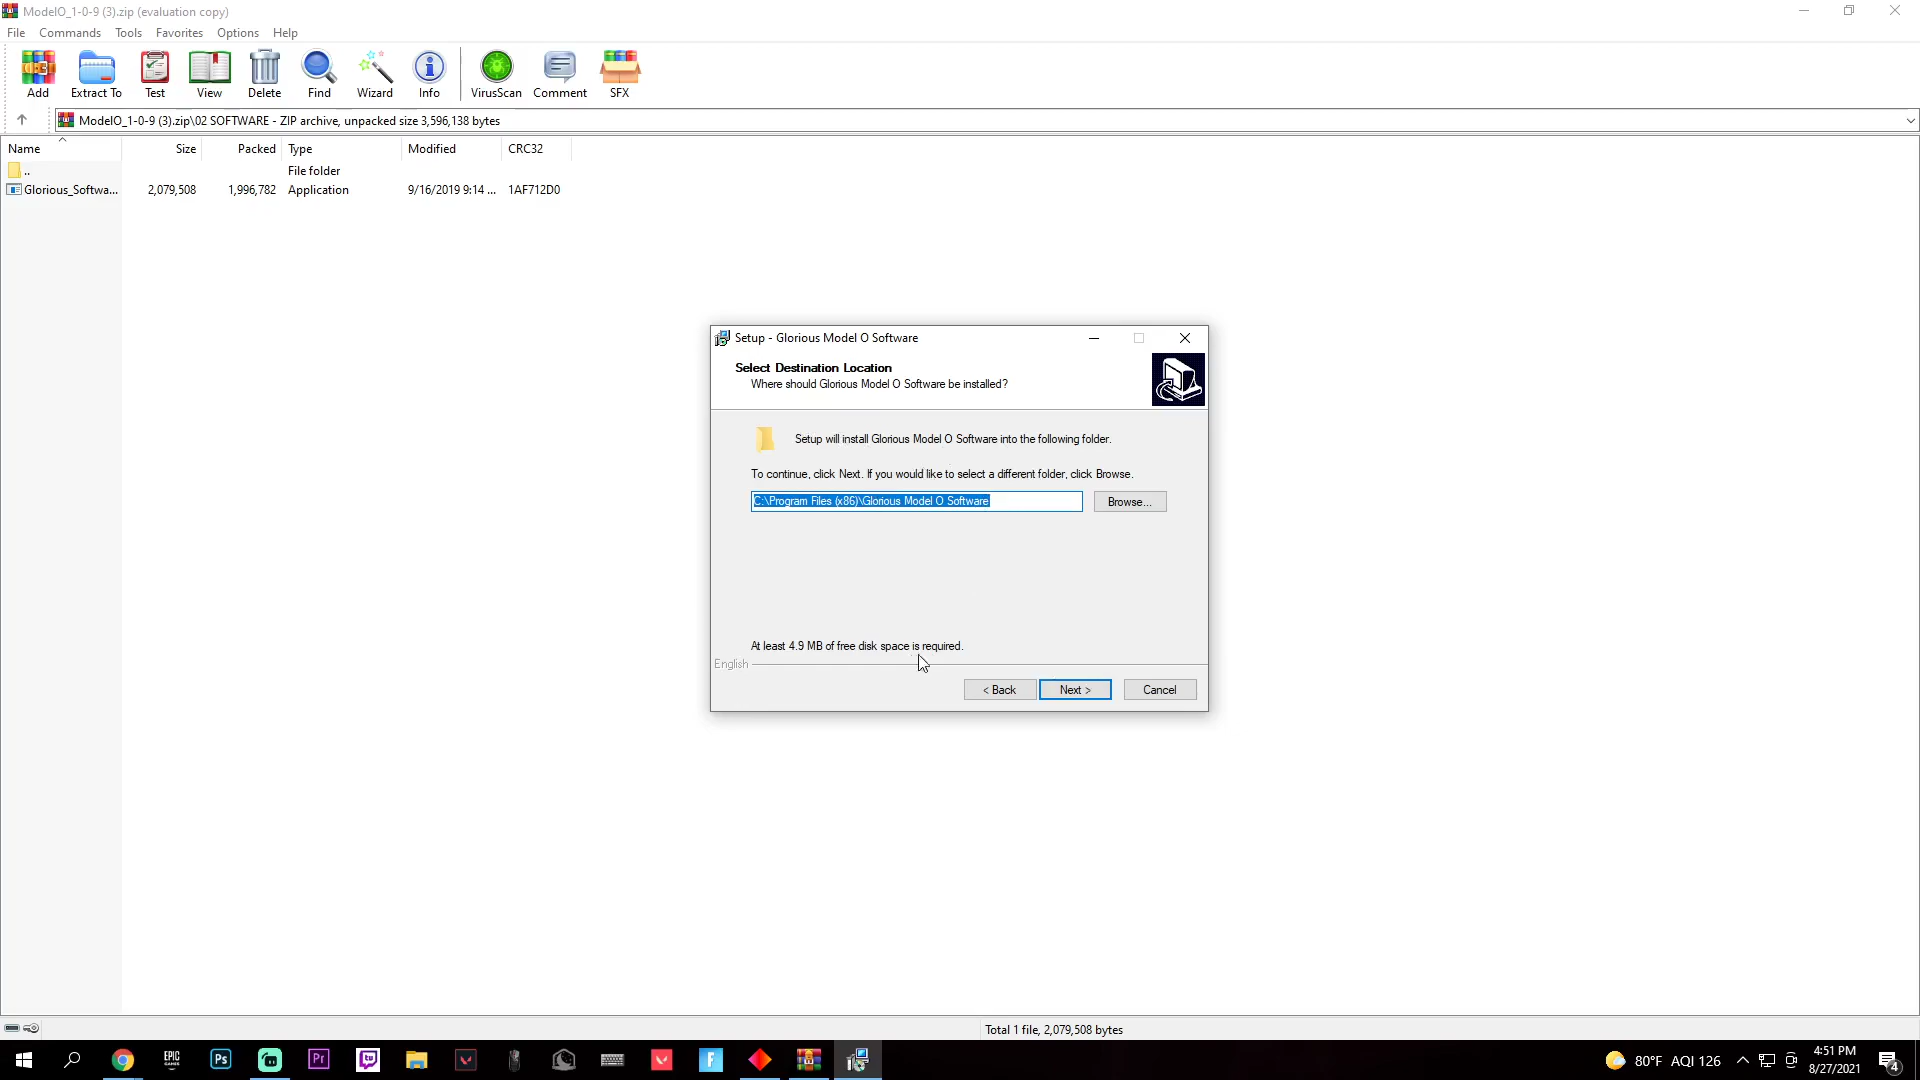 ModelO_1-0-9 (3).zip (evaluation copy)
File Commands Tools Favorites Options Help
Add Extract To Test View Delete Find Wizard Info VirusScan Comment SFX
ModelO_1-0-9 (3).zip\02 SOFTWARE - ZIP archive, unpacked size 3,596,138 bytes
Name Size Packed Type Modified CRC32
.. File folder
Glorious_Softwa... 2,079,508 1,996,782 Application 9/16/2019 9:14 ... 1AF712D0
Setup - Glorious Model O Software
Select Destination Location
Where should Glorious Model O Software be installed?
Setup will install Glorious Model O Software into the following folder.
To continue, click Next. If you would like to select a different folder, click Browse.
C:\Program Files (x86)\Glorious Model O Software
Browse...
At least 4.9 MB of free disk space is required.
English
< Back Next > Cancel
Total 1 file, 2,079,508 bytes
EPIC
GAMES
Ps
Pr
F
80°F AQI 126
4:51 PM
8/27/2021
4